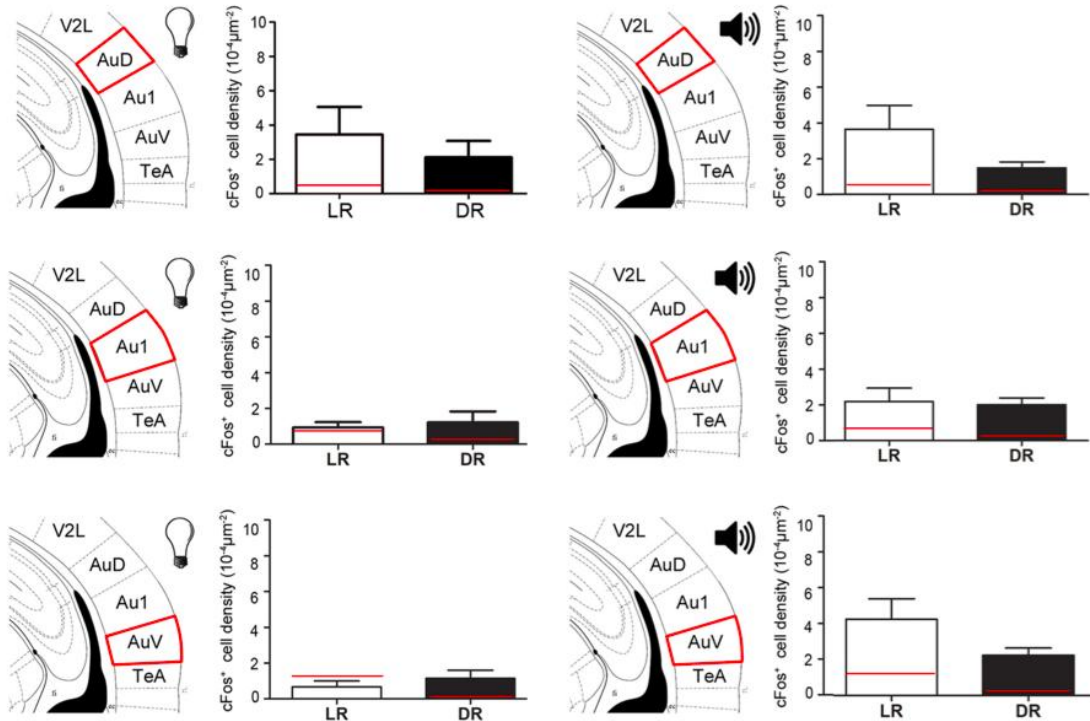 V2L
AuD
Au1
AuV
TeA
cFos⁺ cell density (10⁻⁴µm⁻²)
10
8
6
4
2
0
LR DR
V2L
AuD
Au1
AuV
TeA
cFos⁺ cell density (10⁻⁴µm⁻²)
10
8
6
4
2
0
LR DR
V2L
AuD
Au1
AuV
TeA
cFos⁺ cell density (10⁻⁴µm⁻²)
10
8
6
4
2
0
LR DR
V2L
AuD
Au1
AuV
TeA
cFos⁺ cell density (10⁻⁴µm⁻²)
10
8
6
4
2
0
LR DR
V2L
AuD
Au1
AuV
TeA
cFos⁺ cell density (10⁻⁴µm⁻²)
10
8
6
4
2
0
LR DR
V2L
AuD
Au1
AuV
TeA
cFos⁺ cell density (10⁻⁴µm⁻²)
10
8
6
4
2
0
LR DR